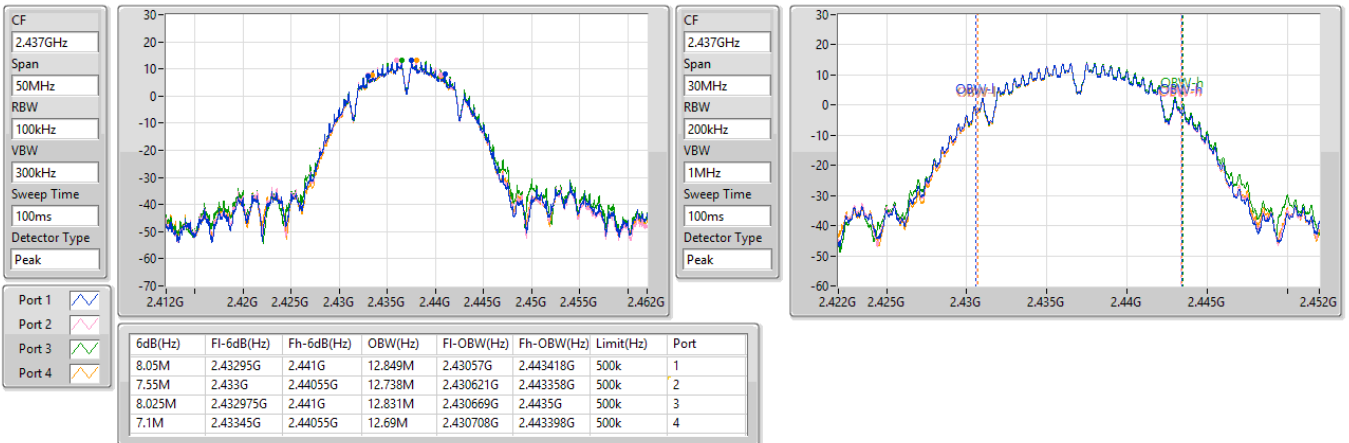 CF
2.437GHz
Span
50MHz
RBW
100kHz
VBW
300kHz
Sweep Time
100ms
Detector Type
Peak
30
20
10
0
-10
-20
-30
-40
-50
-60
-70
2.412G 2.42G 2.425G 2.43G 2.435G 2.44G 2.445G 2.45G 2.455G 2.462G
CF
2.437GHz
Span
30MHz
RBW
200kHz
VBW
1MHz
Sweep Time
100ms
Detector Type
Peak
30
20
10
0
-10
-20
-30
-40
-50
-60
OBW-l OBW-h
OBW-h
2.422G 2.425G 2.43G 2.435G 2.44G 2.445G 2.452G
Port 1
Port 2
Port 3
Port 4
6dB(Hz) Fl-6dB(Hz) Fh-6dB(Hz) OBW(Hz) Fl-OBW(Hz) Fh-OBW(Hz) Limit(Hz) Port
8.05M 2.43295G 2.441G 12.849M 2.43057G 2.443418G 500k 1
7.55M 2.433G 2.44055G 12.738M 2.430621G 2.443358G 500k 2
8.025M 2.432975G 2.441G 12.831M 2.430669G 2.4435G 500k 3
7.1M 2.43345G 2.44055G 12.69M 2.430708G 2.443398G 500k 4